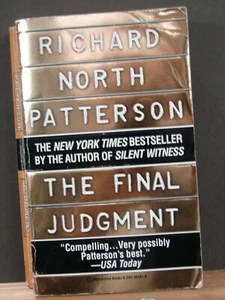 RICHARD
NORTH
PATTERSON
THE NEW YORK TIMES BESTSELLER
BY THE AUTHOR OF SILENT WITNESS
THE FINAL
JUDGMENT
"Compelling...Very possibly
Patterson's best."
—USA Today